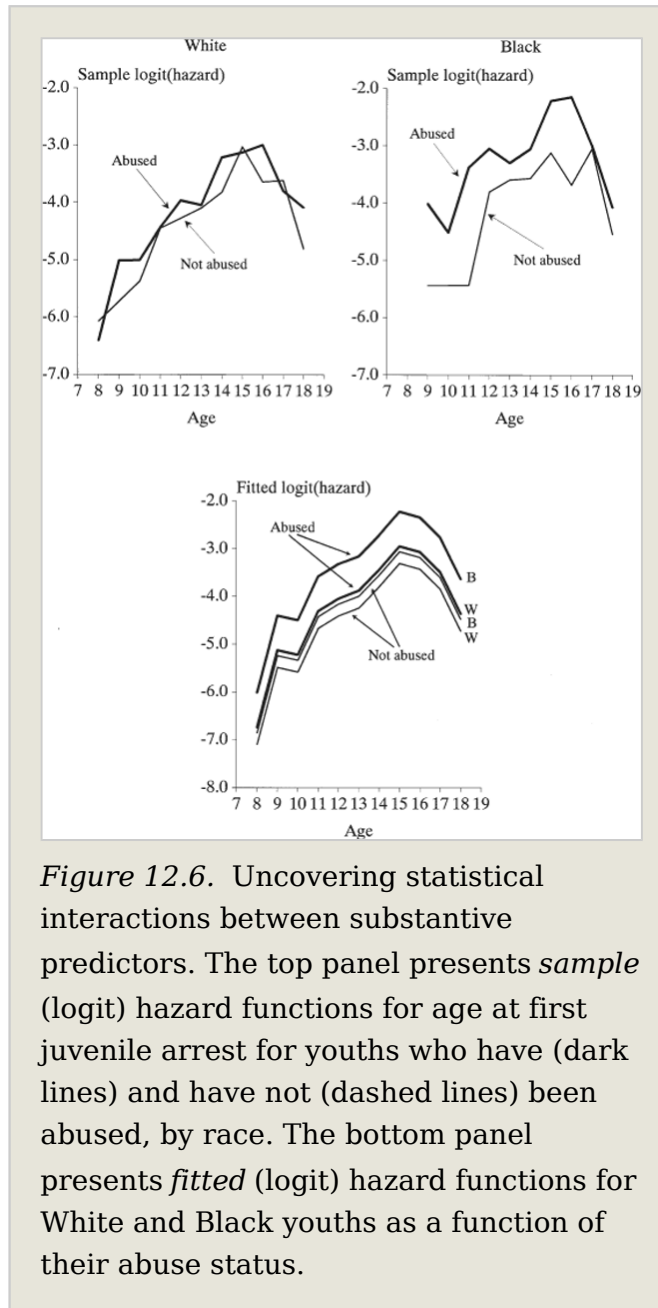 White
Black
Sample logit(hazard)
Sample logit(hazard)
-2.0
-3.0
-4.0
-5.0
-6.0
-7.0
Abused
Not abused
7 8 9 10 11 12 13 14 15 16 17 18 19
Age
-2.0
-3.0
-4.0
-5.0
-6.0
-7.0
Abused
Not abused
7 8 9 10 11 12 13 14 15 16 17 18 19
Age
Fitted logit(hazard)
-2.0
-3.0
-4.0
-5.0
-6.0
-7.0
-8.0
Abused
B
W
B
W
Not abused
7 8 9 10 11 12 13 14 15 16 17 18 19
Age
Figure 12.6. Uncovering statistical
interactions between substantive
predictors. The top panel presents sample
(logit) hazard functions for age at first
juvenile arrest for youths who have (dark
lines) and have not (dashed lines) been
abused, by race. The bottom panel
presents fitted (logit) hazard functions for
White and Black youths as a function of
their abuse status.